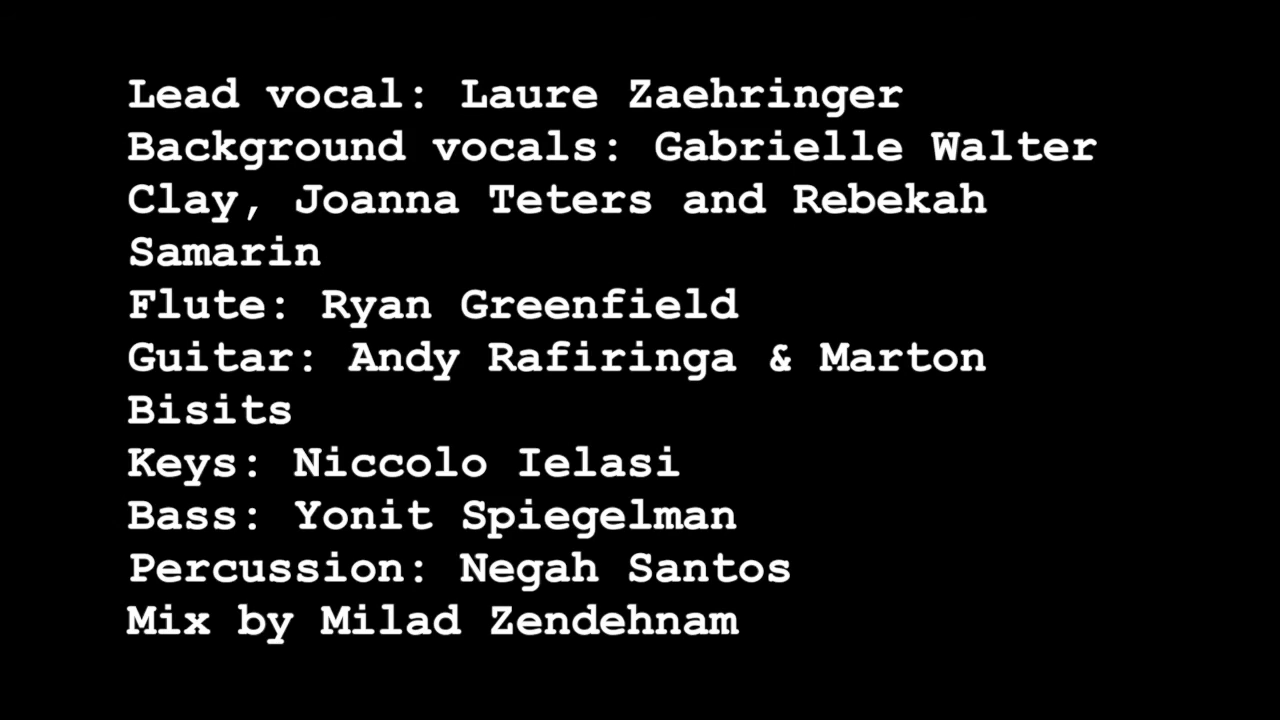 Lead vocal: Laure Zaehringer
Background vocals: Gabrielle Walter
Clay, Joanna Teters and Rebekah
Samarin
Flute: Ryan Greenfield
Guitar: Andy Rafiringa & Marton
Bisits
Keys: Niccolo Ielasi
Bass: Yonit Spiegelman
Percussion: Negah Santos
Mix by Milad Zendehnam